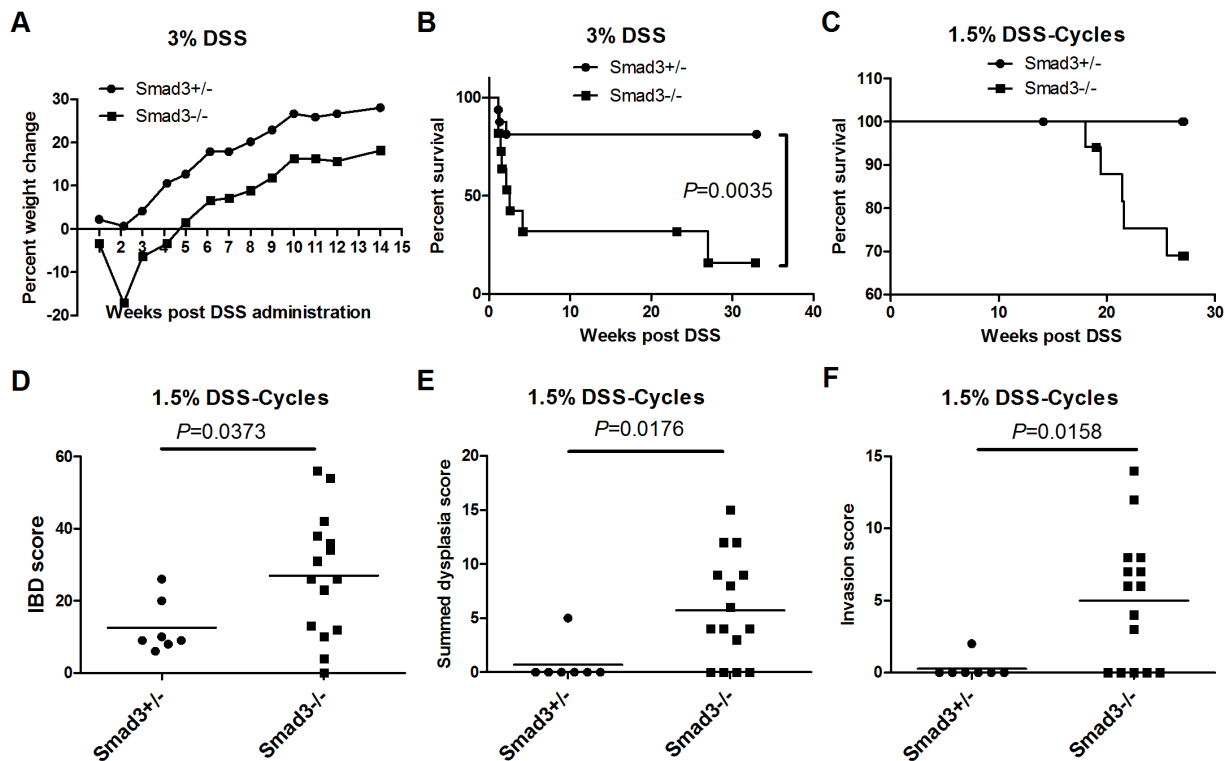 A
3% DSS
Smad3+/-
Smad3-/-
Percent weight change
30
20
10
0
-10
-20
1 2 3 4 5 6 7 8 9 10 11 12 13 14 15
Weeks post DSS administration
B
3% DSS
Smad3+/-
Smad3-/-
Percent survival
100
50
0
P=0.0035
0 10 20 30 40
Weeks post DSS
C
1.5% DSS-Cycles
Smad3+/-
Smad3-/-
Percent survival
110
100
90
80
70
60
0 10 20 30
Weeks post DSS
D
1.5% DSS-Cycles
P=0.0373
IBD score
60
40
20
0
Smad3+/-
Smad3-/-
E
1.5% DSS-Cycles
P=0.0176
Summed dysplasia score
20
15
10
5
0
Smad3+/-
Smad3-/-
F
1.5% DSS-Cycles
P=0.0158
Invasion score
15
10
5
0
Smad3+/-
Smad3-/-